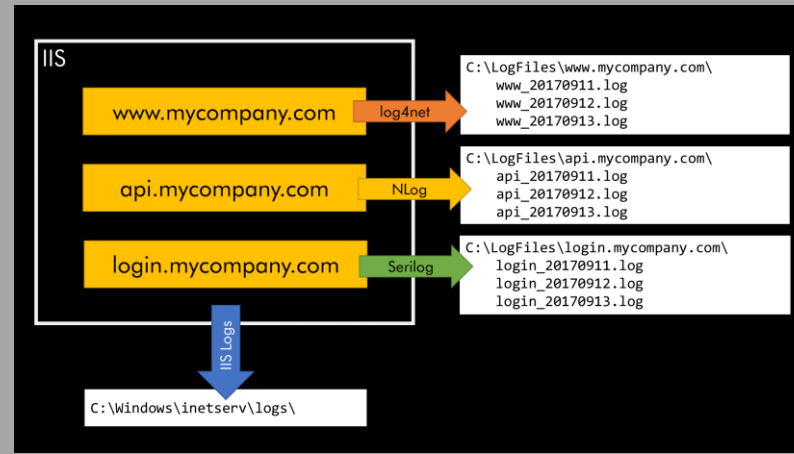 IIS
www.mycompany.com
log4net
C:\LogFiles\www.mycompany.com\
www_20170911.log
www_20170912.log
www_20170913.log
api.mycompany.com
NLog
C:\LogFiles\api.mycompany.com\
api_20170911.log
api_20170912.log
api_20170913.log
login.mycompany.com
Serilog
C:\LogFiles\login.mycompany.com\
login_20170911.log
login_20170912.log
login_20170913.log
IIS Logs
C:\Windows\inetserv\logs\